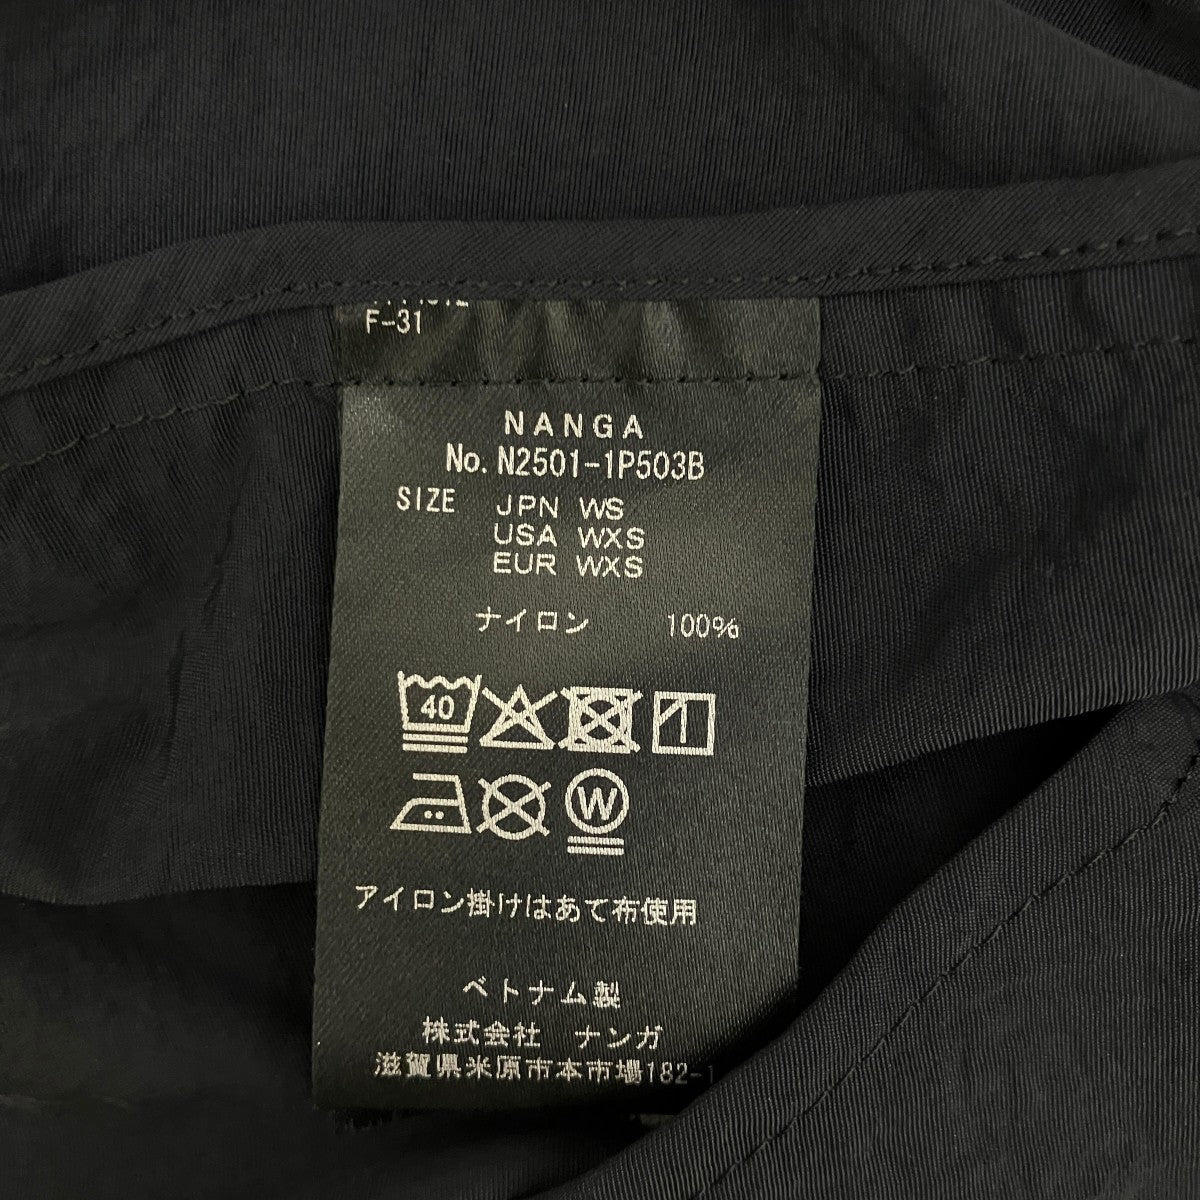 F-31
NANGA
No. N2501-1P503B
SIZE JPN WS
USA WXS
EUR WXS
ナイロン 100%
40
W
アイロン掛けはあて布使用
ベトナム製
株式会社 ナンガ
滋賀県米原市本市場182-1